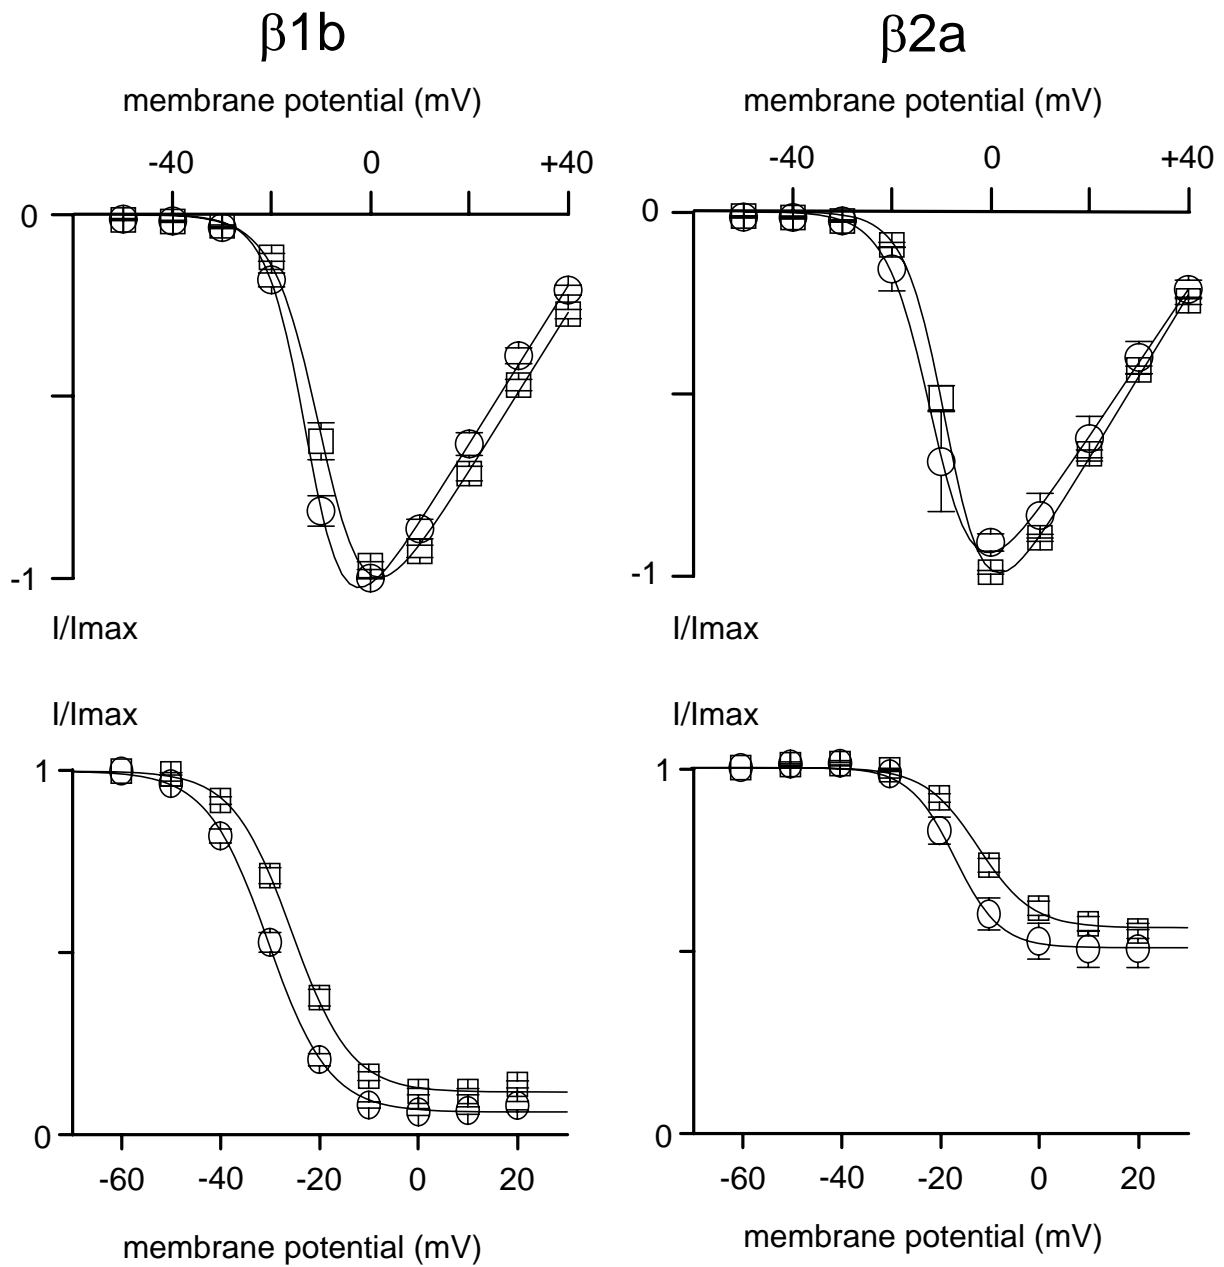 β1b
membrane potential (mV)
-40 0 +40
0
-1
I/Imax
I/Imax
1
0
-60 -40 -20 0 20
membrane potential (mV)
β2a
membrane potential (mV)
-40 0 +40
0
-1
I/Imax
I/Imax
1
0
-60 -40 -20 0 20
membrane potential (mV)